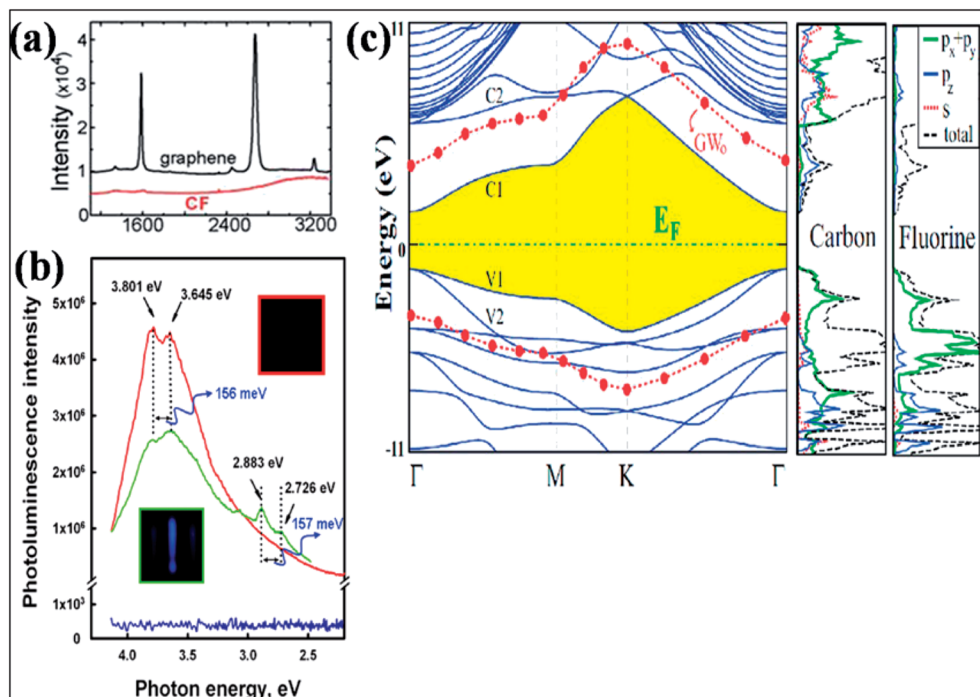 (a)
Intensity (x10⁴)
4
3
2
1
graphene
CF
1600 2400 3200
(b)
Photoluminescence intensity
5x10⁶
4x10⁶
3x10⁶
2x10⁶
1x10⁶
1x10³
0
3.801 eV
3.645 eV
156 meV
2.883 eV
2.726 eV
157 meV
4.0 3.5 3.0 2.5
Photon energy, eV
(c)
Energy (eV)
11
0
-11
C2
GW₀
C1
E_F
V1
V2
Γ M K Γ
Carbon
Fluorine
pₓ+p_y
p_z
s
total